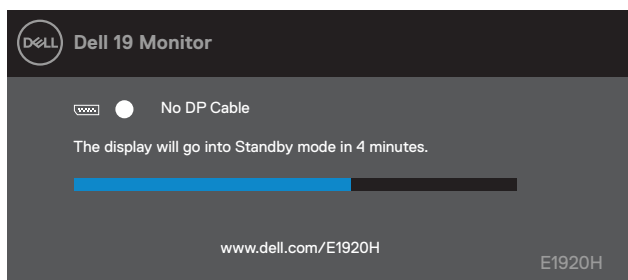 DELL Dell 19 Monitor
No DP Cable
The display will go into Standby mode in 4 minutes.
www.dell.com/E1920H
E1920H